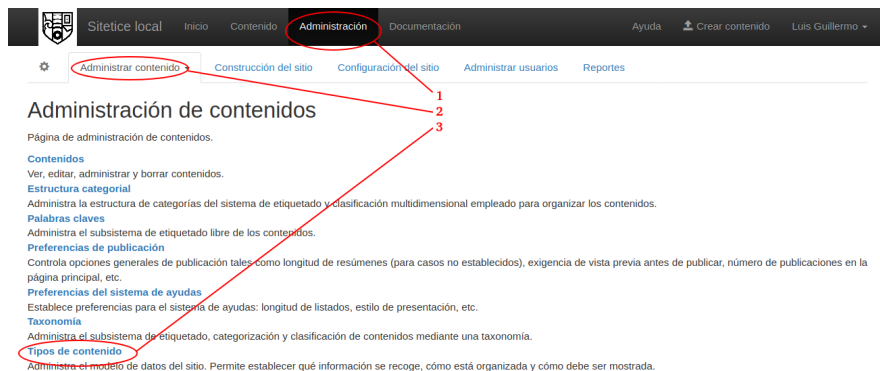 Sitetice local Inicio Contenido Administración Documentación Ayuda Crear contenido Luis Guillermo
Administrar contenido Construcción del sitio Configuración del sitio Administrar usuarios Reportes
1
2
3
Administración de contenidos
Página de administración de contenidos.
Contenidos
Ver, editar, administrar y borrar contenidos.
Estructura categorial
Administra la estructura de categorías del sistema de etiquetado y clasificación multidimensional empleado para organizar los contenidos.
Palabras claves
Administra el subsistema de etiquetado libre de los contenidos.
Preferencias de publicación
Controla opciones generales de publicación tales como longitud de resúmenes (para casos no establecidos), exigencia de vista previa antes de publicar, número de publicaciones en la
página principal, etc.
Preferencias del sistema de ayudas
Establece preferencias para el sistema de ayudas: longitud de listados, estilo de presentación, etc.
Taxonomía
Administra el subsistema de etiquetado, categorización y clasificación de contenidos mediante una taxonomía.
Tipos de contenido
Administra el modelo de datos del sitio. Permite establecer qué información se recoge, cómo está organizada y cómo debe ser mostrada.